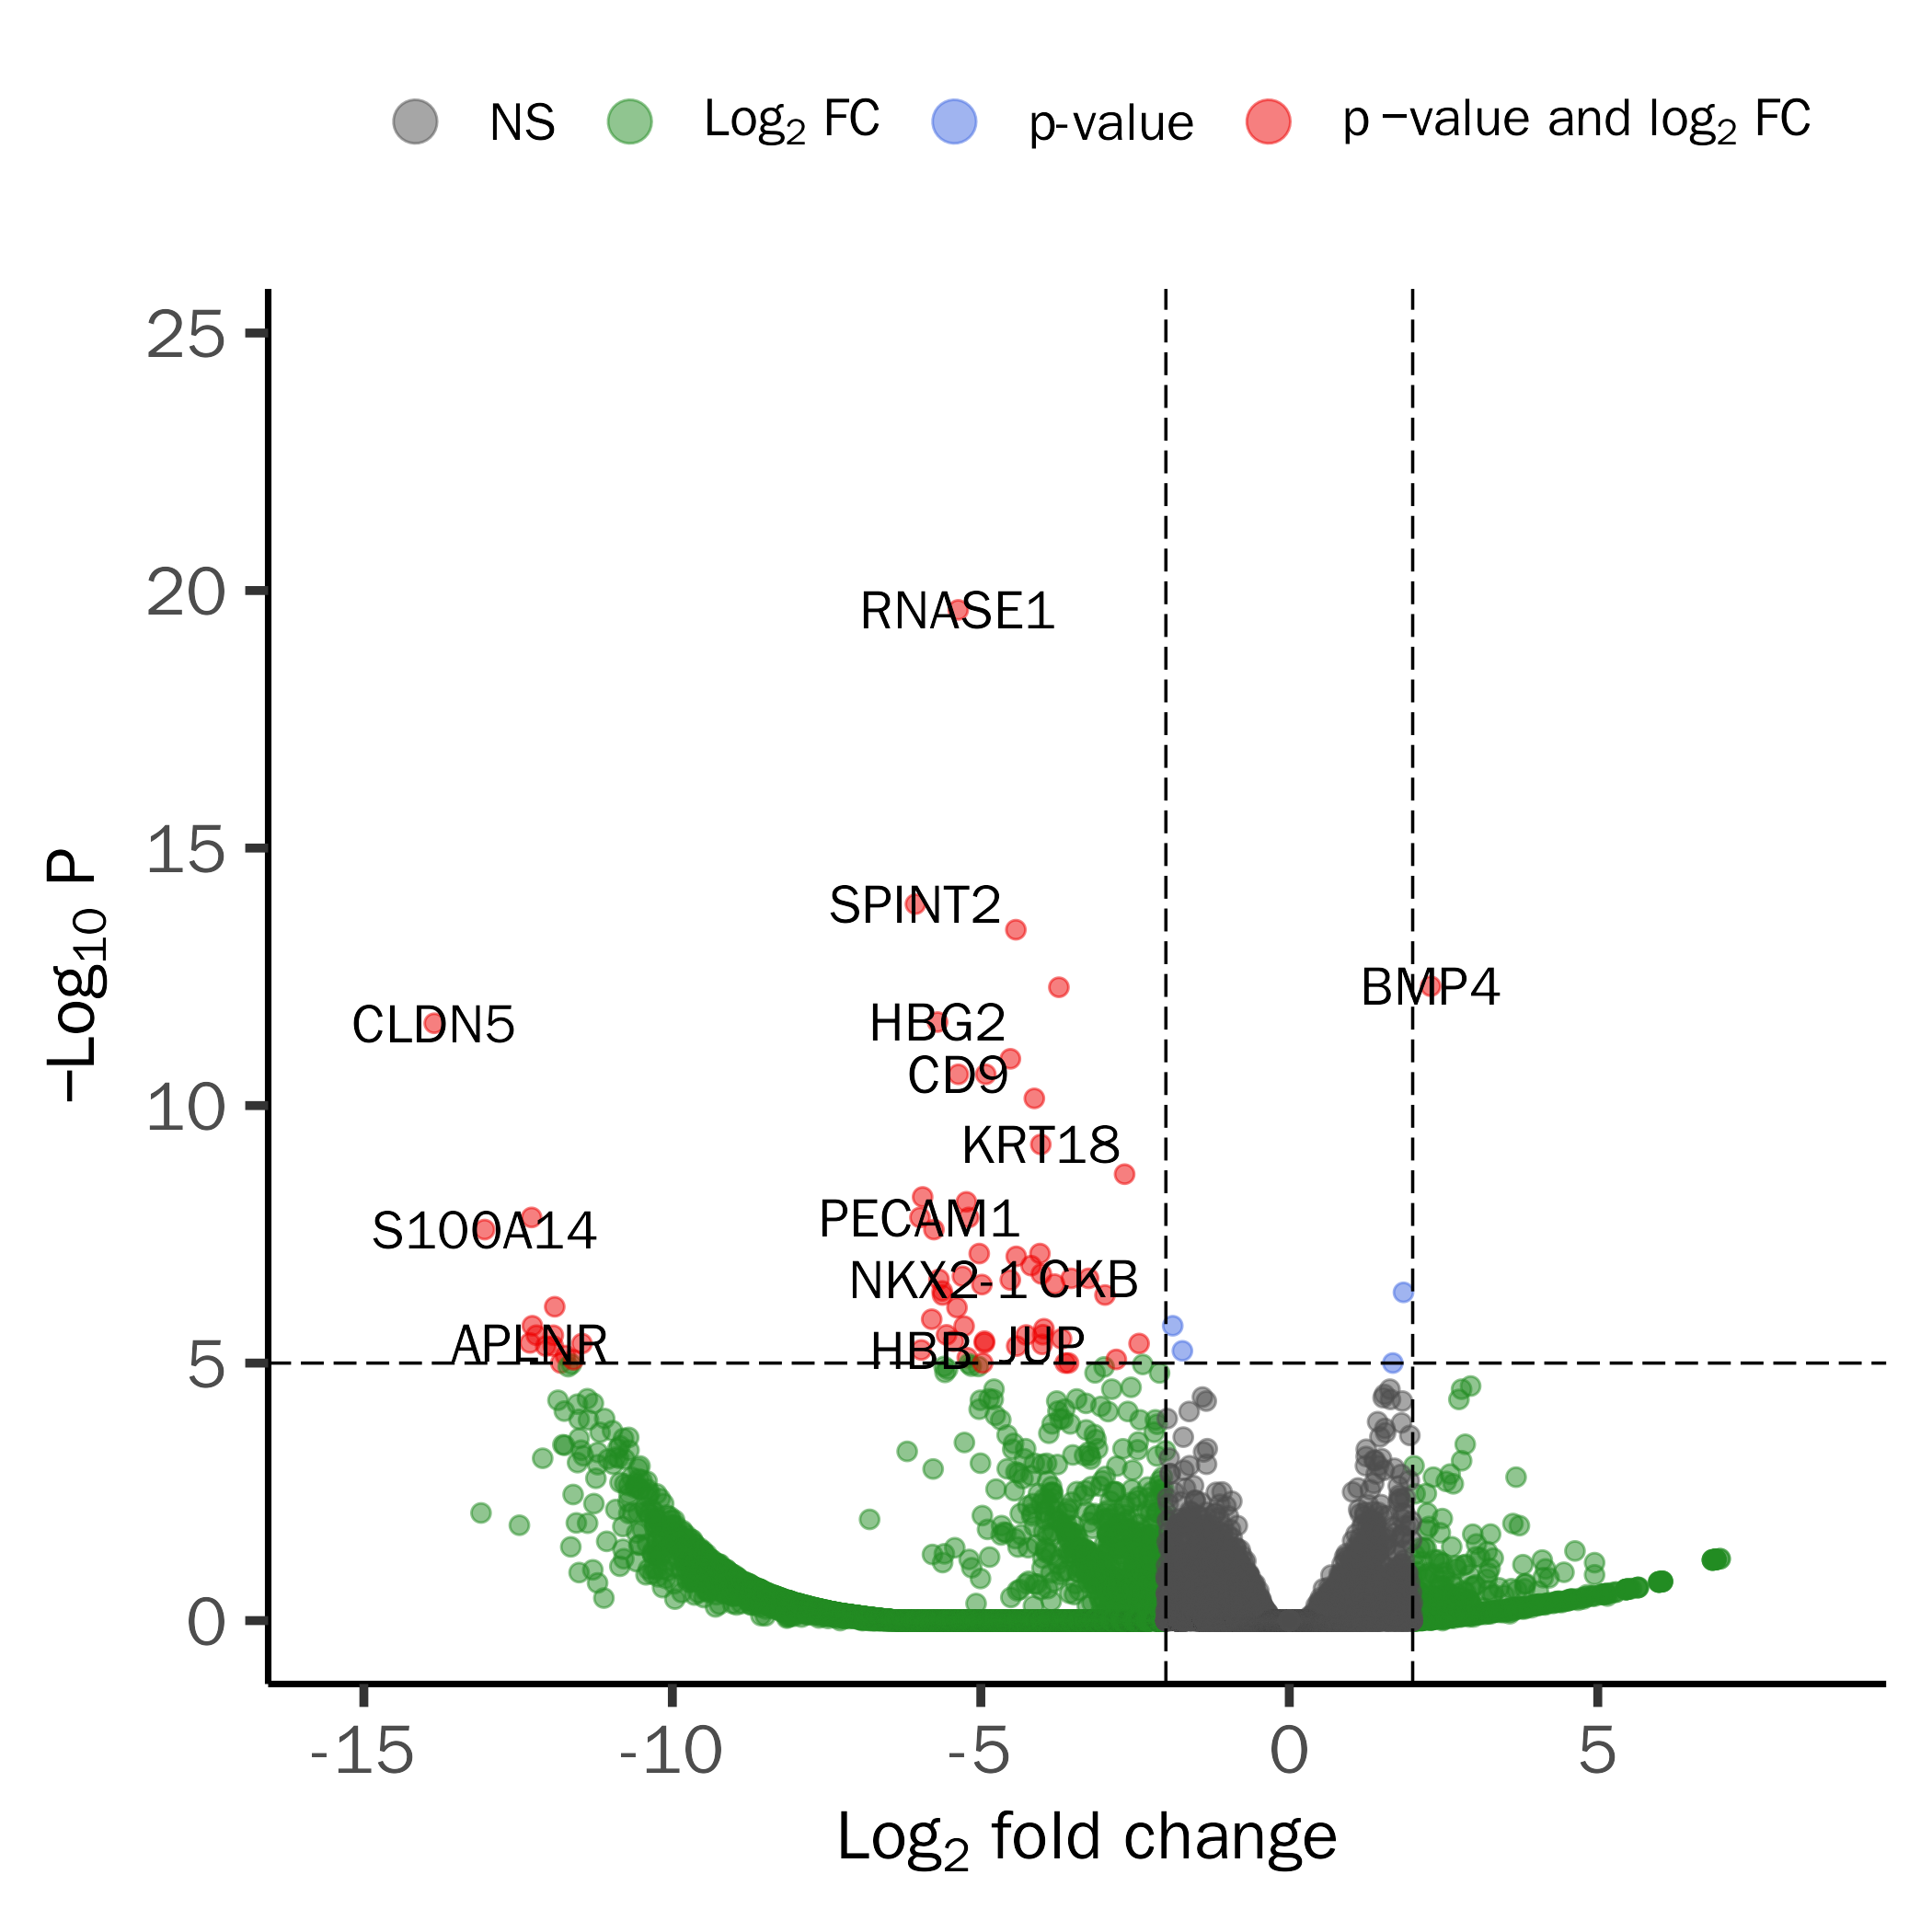 NS Log₂ FC p-value p −value and log₂ FC
25
20
15
10
5
0
−Log₁₀ P
RNASE1
SPINT2
BMP4
CLDN5
HBG2
CD9
KRT18
PECAM1
S100A14
NKX2-1 CKB
APLNR
HBB JUP
-15 -10 -5 0 5
Log₂ fold change